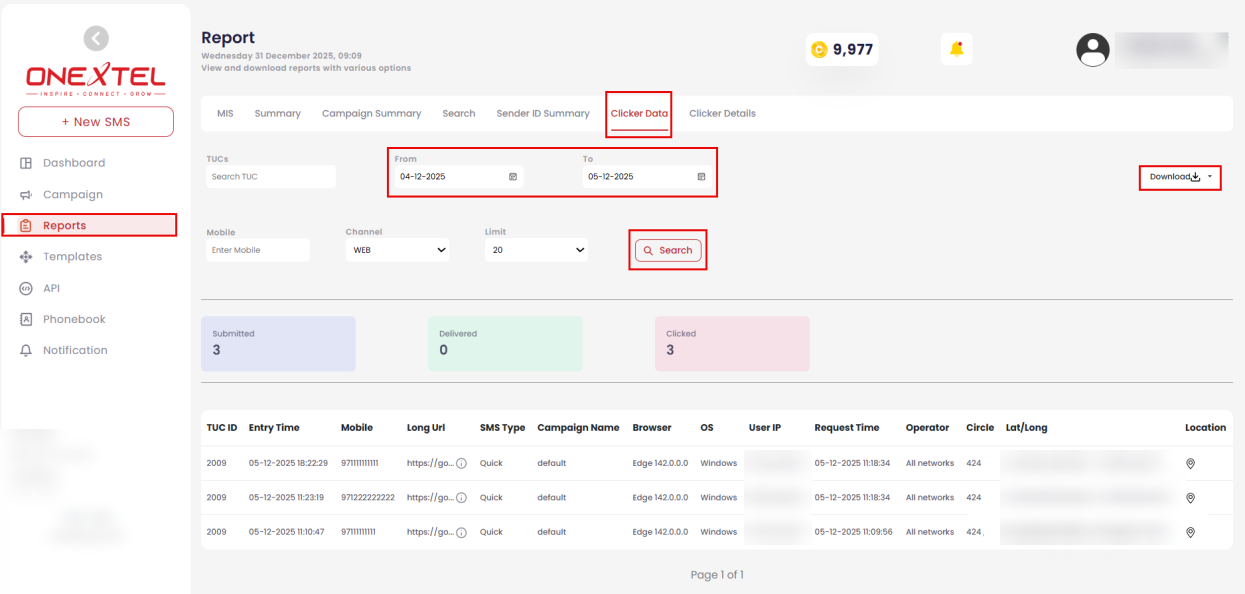 ONEXTEL
INSPIRE • CONNECT • GROW
+ New SMS
Dashboard
Campaign
Reports
Templates
API
Phonebook
Notification
Report
Wednesday 31 December 2025, 09:09
View and download reports with various options
C 9,977
MIS Summary Campaign Summary Search Sender ID Summary Clicker Data Clicker Details
TUCs From To
Search TUC 04-12-2025 05-12-2025 Download
Mobile Channel Limit
Enter Mobile WEB 20 Search
Submitted Delivered Clicked
3 0 3
TUC ID Entry Time Mobile Long Url SMS Type Campaign Name Browser OS User IP Request Time Operator Circle Lat/Long Location
2009 05-12-2025 18:22:29 971111111111 https://go... Quick default Edge 142.0.0.0 Windows 05-12-2025 11:18:34 All networks 424
2009 05-12-2025 11:23:19 971222222222 https://go... Quick default Edge 142.0.0.0 Windows 05-12-2025 11:18:34 All networks 424
2009 05-12-2025 11:10:47 97111111111 https://go... Quick default Edge 142.0.0.0 Windows 05-12-2025 11:09:56 All networks 424
Page 1 of 1